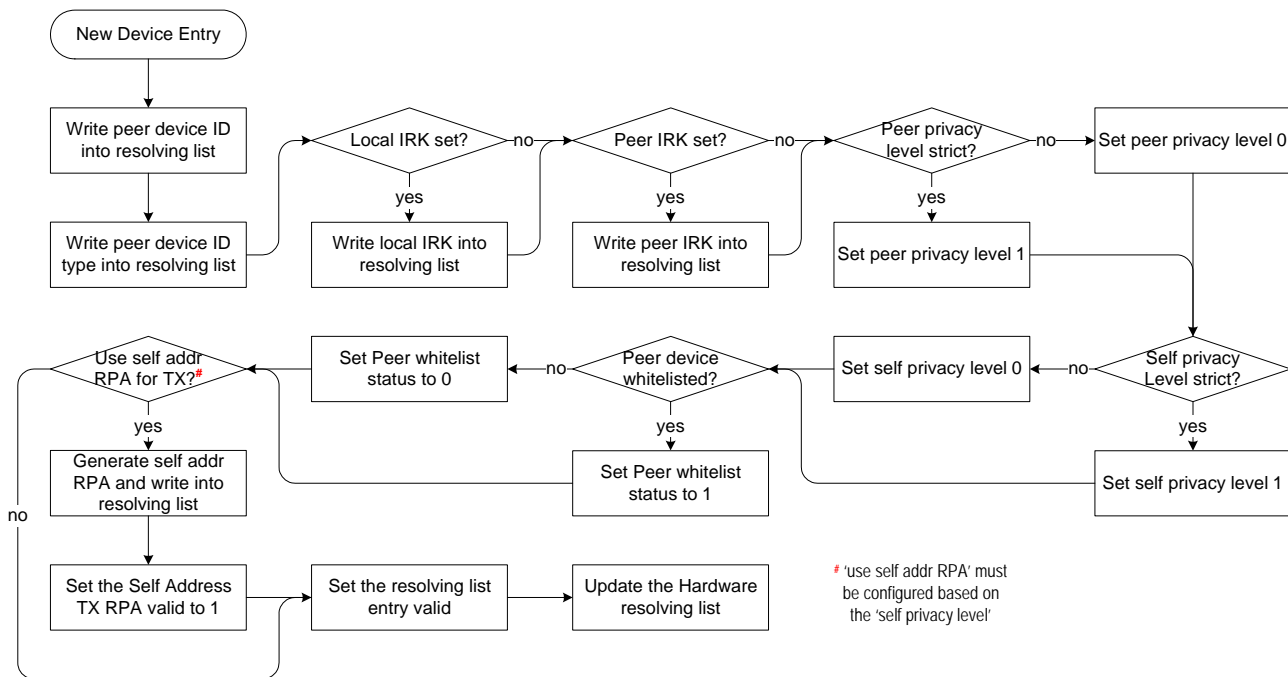 New Device Entry
Write peer device ID
into resolving list
Write peer device ID
type into resolving list
Local IRK set?
no
yes
Write local IRK into
resolving list
Peer IRK set?
no
yes
Write peer IRK into
resolving list
Peer privacy
level strict?
no
yes
Set peer privacy level 1
Set peer privacy level 0
Self privacy
Level strict?
no
yes
Set self privacy level 1
Set self privacy level 0
Peer device
whitelisted?
no
yes
Set Peer whitelist
status to 1
Set Peer whitelist
status to 0
Use self addr
RPA for TX?#
yes
no
Generate self addr
RPA and write into
resolving list
Set the Self Address
TX RPA valid to 1
Set the resolving list
entry valid
Update the Hardware
resolving list
# 'use self addr RPA' must
be configured based on
the 'self privacy level'